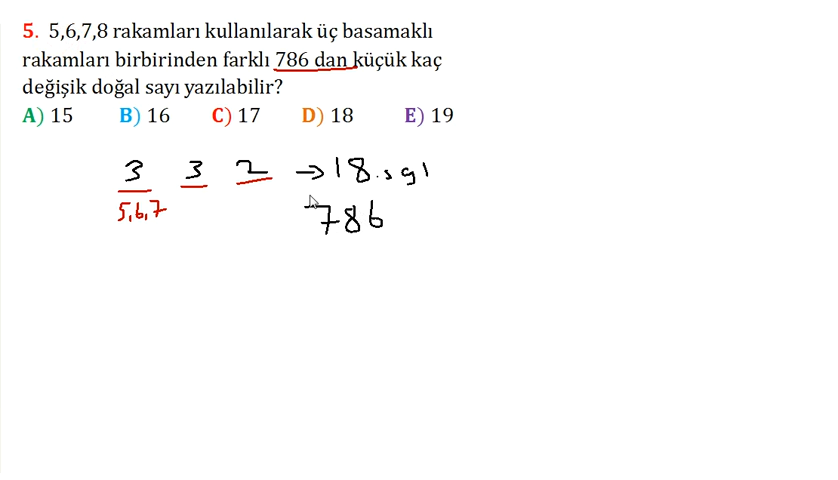 5. 5,6,7,8 rakamları kullanılarak üç basamaklı
rakamları birbirinden farklı 786 dan küçük kaç
değişik doğal sayı yazılabilir?
A) 15 B) 16 C) 17 D) 18 E) 19
3 3 2 → 18
5,6,7
786